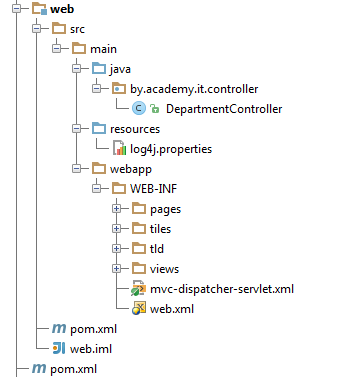 web
src
main
java
by.academy.it.controller
C DepartmentController
resources
log4j.properties
webapp
WEB-INF
pages
tiles
tld
views
mvc-dispatcher-servlet.xml
web.xml
m pom.xml
web.iml
m pom.xml